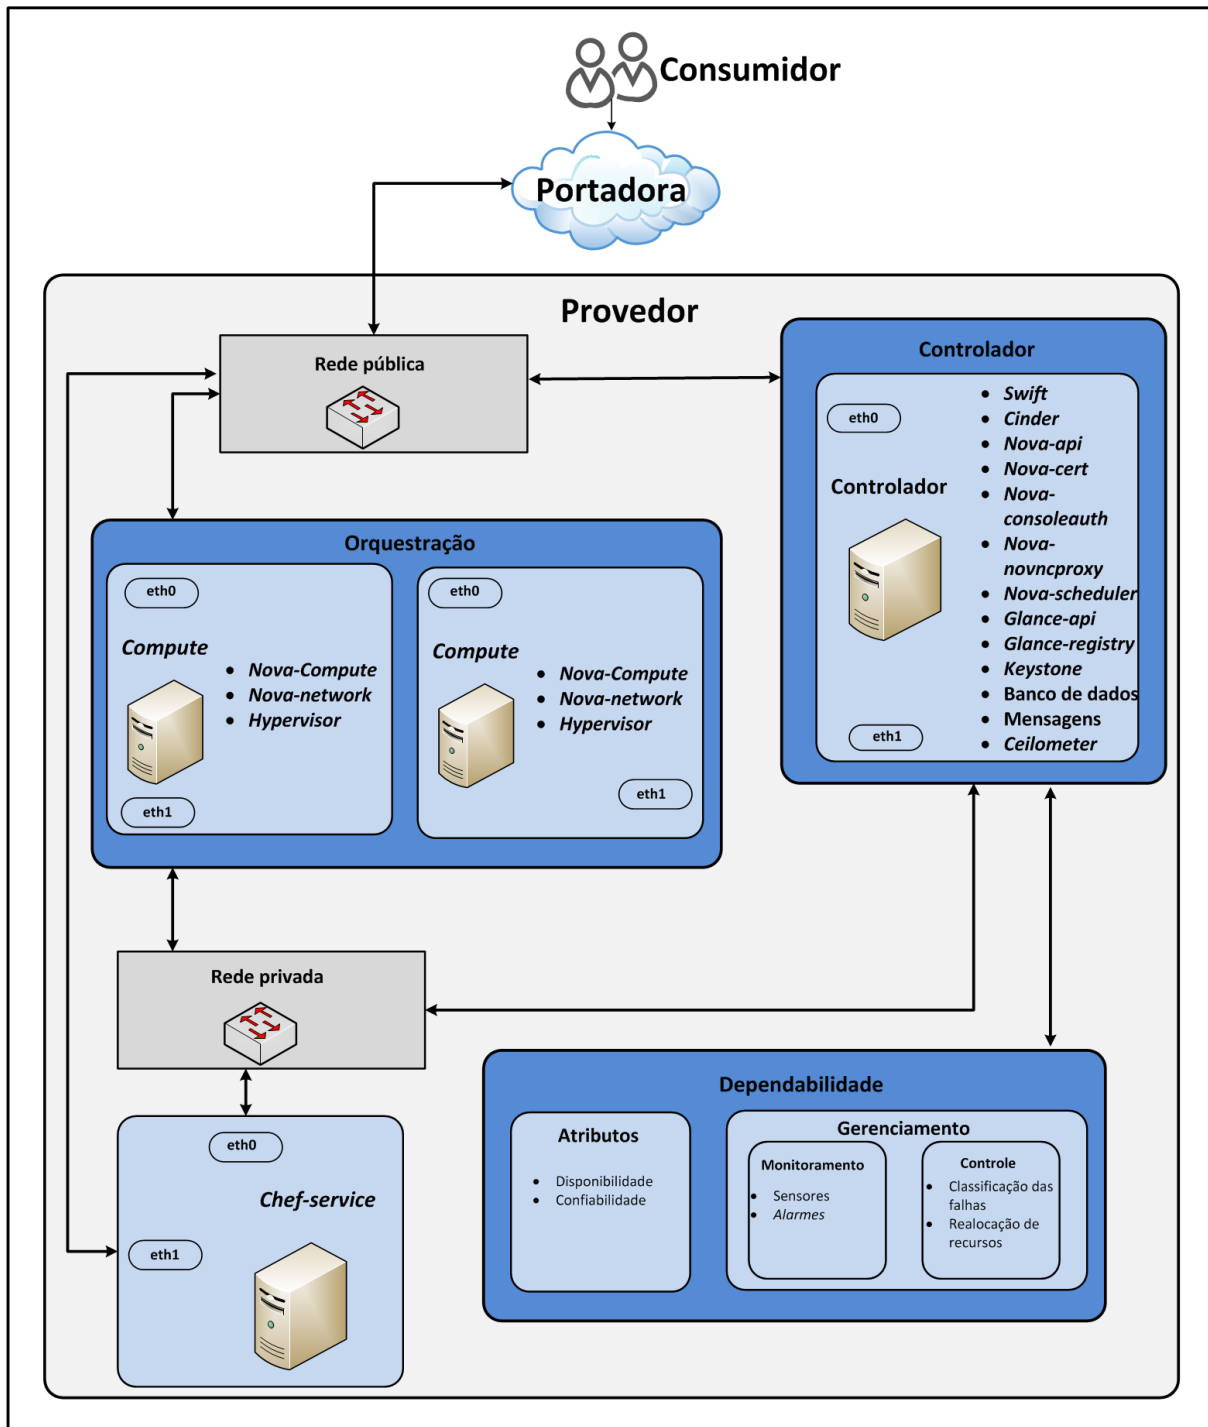 Consumidor
Portadora
Provedor
Rede pública
Controlador
eth0
Controlador
eth1
• Swift
• Cinder
• Nova-api
• Nova-cert
• Nova-
consoleauth
• Nova-
novncproxy
• Nova-scheduler
• Glance-api
• Glance-registry
• Keystone
• Banco de dados
• Mensagens
• Ceilometer
Orquestração
eth0
Compute
• Nova-Compute
• Nova-network
• Hypervisor
eth1
eth0
Compute
• Nova-Compute
• Nova-network
• Hypervisor
eth1
Rede privada
eth0
Chef-service
eth1
Dependabilidade
Atributos
• Disponibilidade
• Confiabilidade
Gerenciamento
Monitoramento
• Sensores
• Alarmes
Controle
• Classificação das
falhas
• Realocação de
recursos